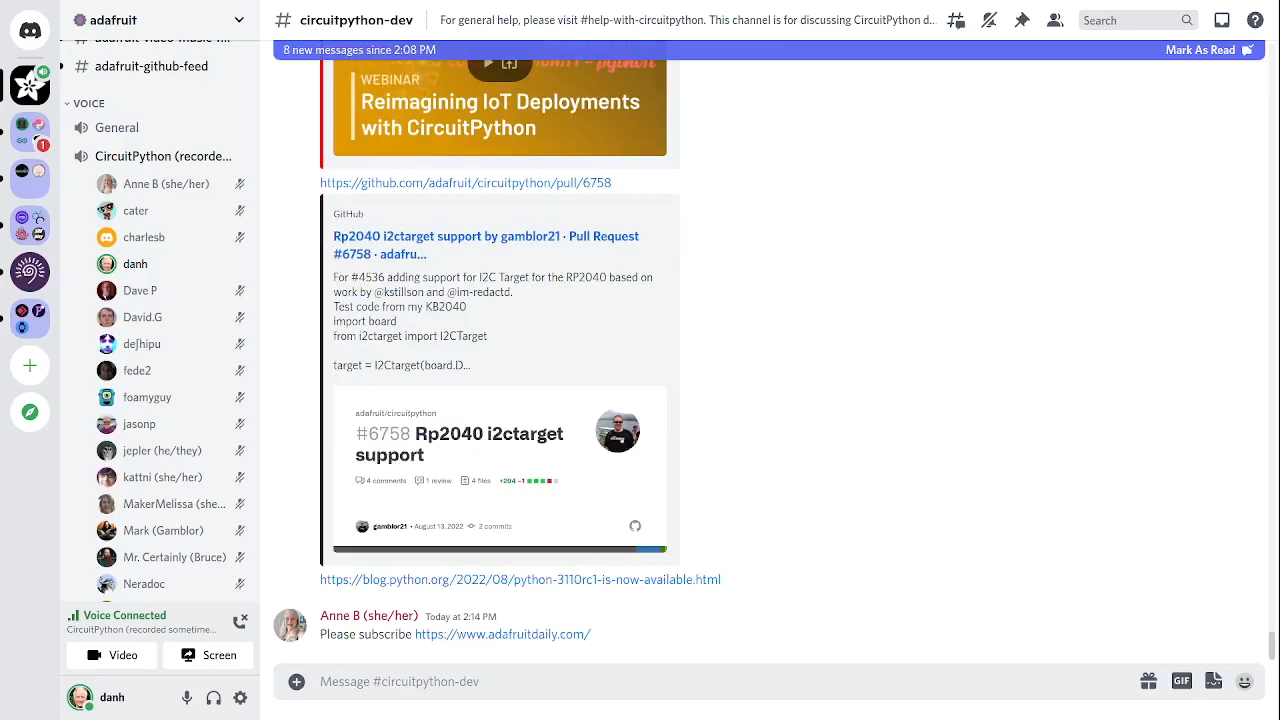 adafruit
circuitpython-dev
For general help, please visit #help-with-circuitpython. This channel is for discussing CircuitPython d...
Search
8 new messages since 2:08 PM
Mark As Read
adafruit-github-feed
VOICE
General
CircuitPython (recorde...
Anne B (she/her)
cater
charlesb
danh
Dave P
David.G
deʃhipu
fede2
foamyguy
jasonp
jepler (he/they)
kattni (she/her)
MakerMelissa (she...
Mark (Gamblor)
Mr. Certainly (Bruce)
Neradoc
Voice Connected
CircuitPython (recorded sometime...
Video
Screen
danh
WEBINAR
Reimagining IoT Deployments
with CircuitPython
https://github.com/adafruit/circuitpython/pull/6758
GitHub
Rp2040 i2ctarget support by gamblor21 · Pull Request
#6758 · adafru...
For #4536 adding support for I2C Target for the RP2040 based on
work by @kstillson and @im-redactd.
Test code from my KB2040
import board
from i2ctarget import I2CTarget
target = I2CTarget(board.D...
adafruit/circuitpython
#6758 Rp2040 i2ctarget
support
4 comments 1 review 4 files +204 −1
gamblor21 • August 13, 2022 2 commits
https://blog.python.org/2022/08/python-3110rc1-is-now-available.html
Anne B (she/her) Today at 2:14 PM
Please subscribe https://www.adafruitdaily.com/
Message #circuitpython-dev
GIF